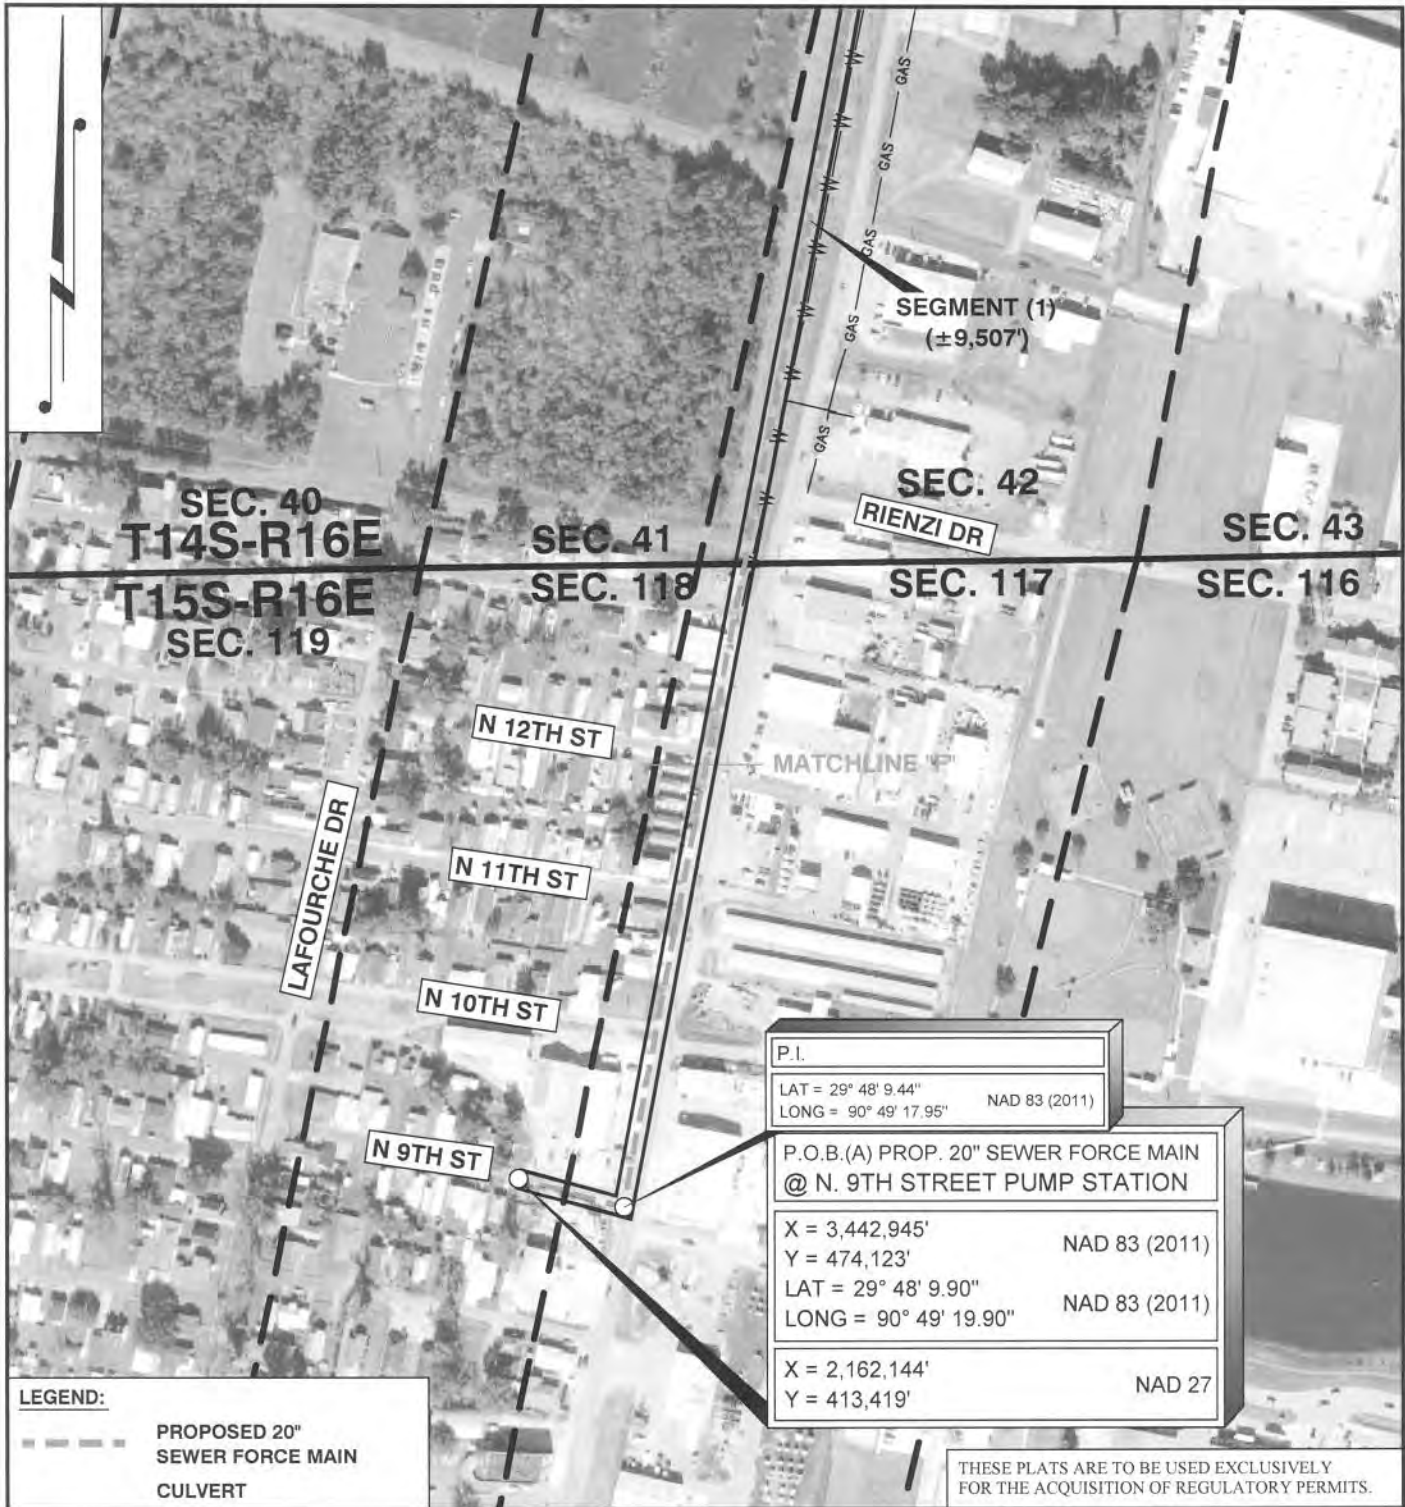 GAS
GAS
GAS
GAS
GAS
GAS
W
W
W
W
W
W
W
W
SEGMENT (1)
(±9,507')
SEC. 40
T14S-R16E
SEC. 41
SEC. 42
RIENZI DR
SEC. 43
T15S-R16E
SEC. 119
SEC. 118
SEC. 117
SEC. 116
N 12TH ST
MATCHLINE "F"
LAFOURCHE DR
N 11TH ST
N 10TH ST
N 9TH ST
P.I.
LAT = 29° 48' 9.44"
LONG = 90° 49' 17.95"
NAD 83 (2011)
P.O.B.(A) PROP. 20" SEWER FORCE MAIN
@ N. 9TH STREET PUMP STATION
X = 3,442,945'
Y = 474,123'
NAD 83 (2011)
LAT = 29° 48' 9.90"
LONG = 90° 49' 19.90"
NAD 83 (2011)
X = 2,162,144'
Y = 413,419'
NAD 27
LEGEND:
PROPOSED 20"
SEWER FORCE MAIN
CULVERT
THESE PLATS ARE TO BE USED EXCLUSIVELY
FOR THE ACQUISITION OF REGULATORY PERMITS.